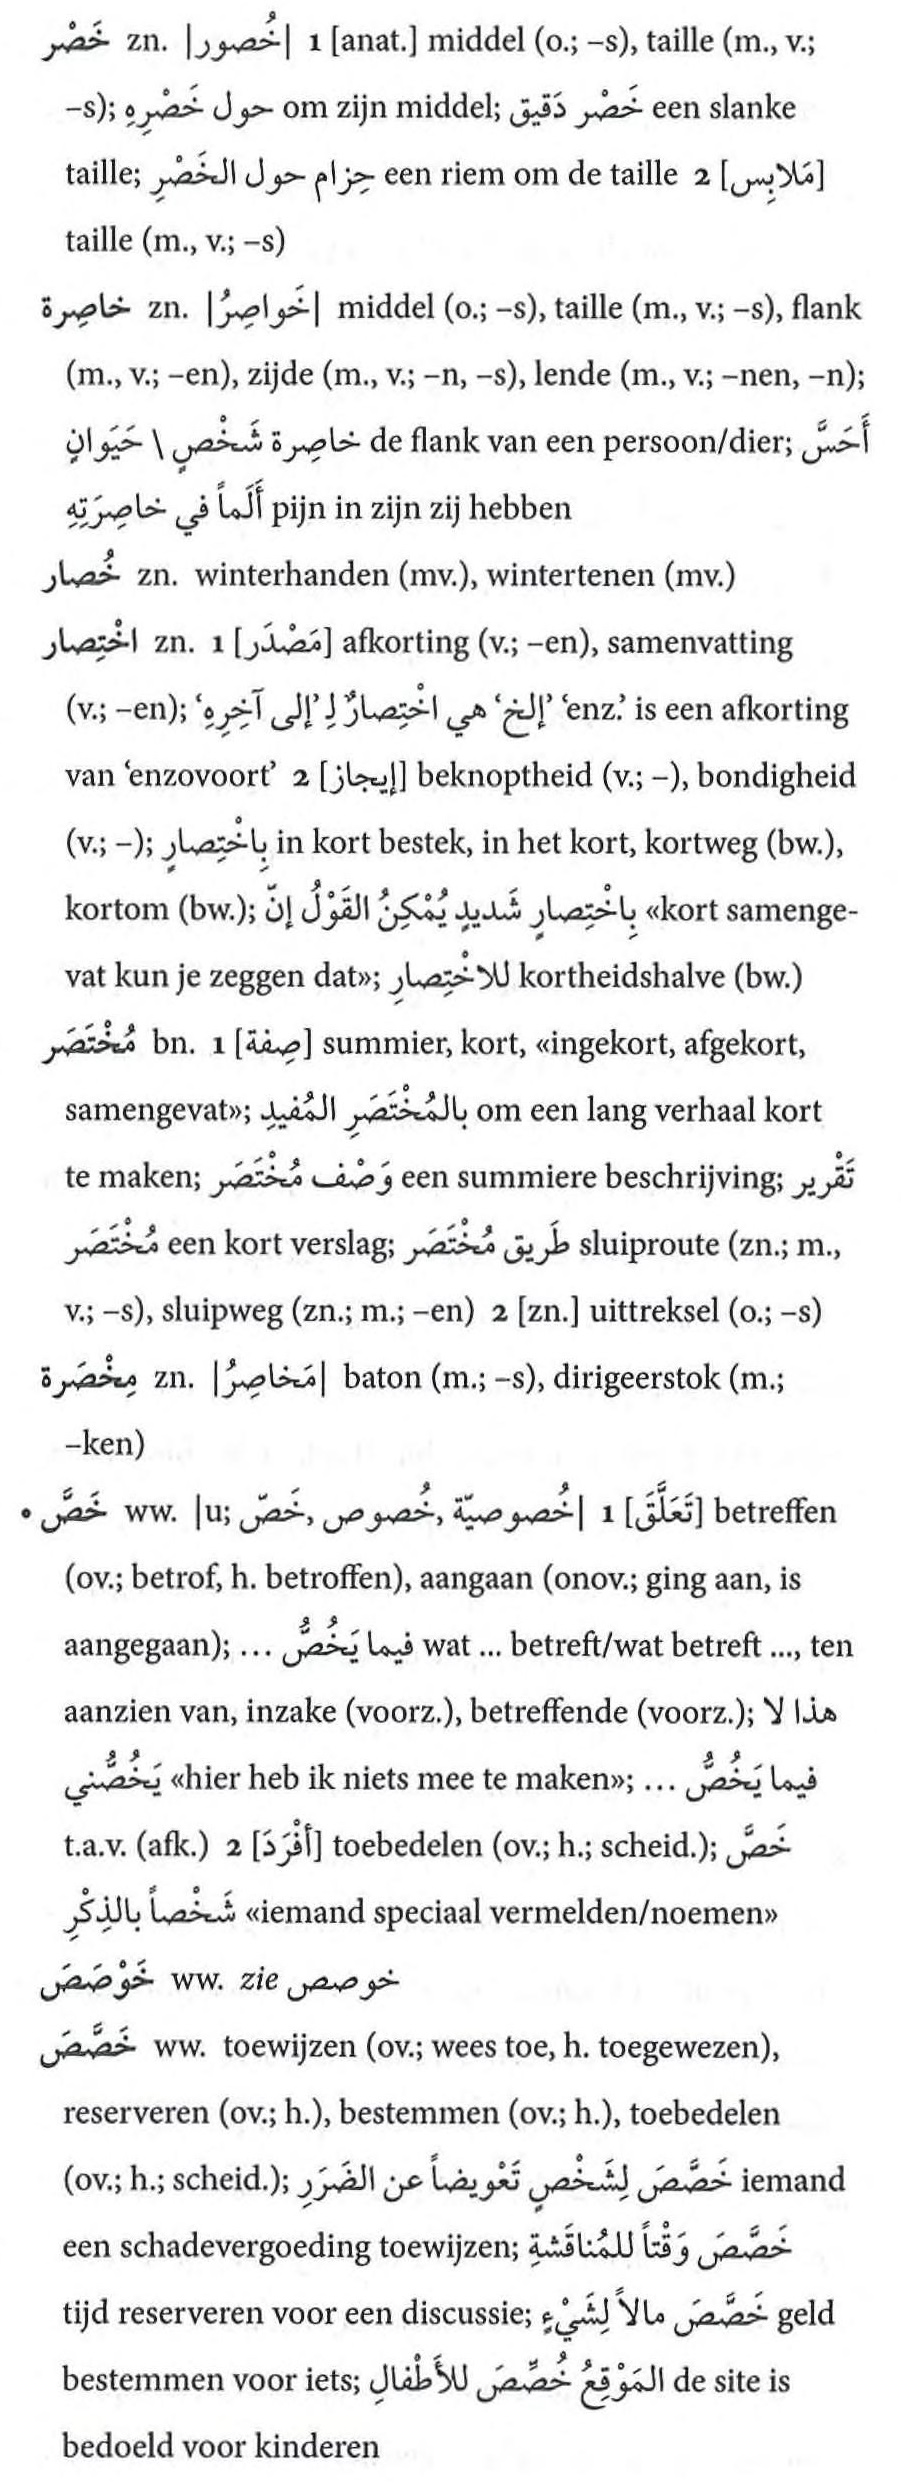 خَصْر zn. |خُصور| 1 [anat.] middel (o.; –s), taille (m., v.;
–s); حول خَصْرِهِ om zijn middel; خَصْر دَقيق een slanke
taille; حِزام حول الخَصْرِ een riem om de taille 2 [مَلابِس]
taille (m., v.; –s)
خاصِرة zn. |خَواصِرُ| middel (o.; –s), taille (m., v.; –s), flank
(m., v.; –en), zijde (m., v.; –n, –s), lende (m., v.; –nen, –n);
خاصِرة شَخْصٍ \ حَيَوانٍ de flank van een persoon/dier; أَحَسَّ
أَلَماً في خاصِرَتِهِ pijn in zijn zij hebben
خُصار zn. winterhanden (mv.), wintertenen (mv.)
اخْتِصار zn. 1 [مَصْدَر] afkorting (v.; –en), samenvatting
(v.; –en); ‘إلخ’ هي اخْتِصارٌ لِـ ‘إلى آخِرِهِ’ ‘enz.’ is een afkorting
van ‘enzovoort’ 2 [إيجاز] beknoptheid (v.; –), bondigheid
(v.; –); بِاخْتِصارٍ in kort bestek, in het kort, kortweg (bw.),
kortom (bw.); بِاخْتِصارٍ شَديدٍ يُمْكِنُ القَوْلُ إنّ «kort samenge-
vat kun je zeggen dat»; للاخْتِصارِ kortheidshalve (bw.)
مُخْتَصَر bn. 1 [صِفة] summier, kort, «ingekort, afgekort,
samengevat»; بالمُخْتَصَرِ المُفيدِ om een lang verhaal kort
te maken; وَصْف مُخْتَصَر een summiere beschrijving; تَقْرير
مُخْتَصَر een kort verslag; طَريق مُخْتَصَر sluiproute (zn.; m.,
v.; –s), sluipweg (zn.; m.; –en) 2 [zn.] uittreksel (o.; –s)
مِخْصَرة zn. |مَخاصِرُ| baton (m.; –s), dirigeerstok (m.;
–ken)
• خَصَّ ww. |u; خَصّ, خُصوص, خُصوصيّة| 1 [تَعَلَّقَ] betreffen
(ov.; betrof, h. betroffen), aangaan (onov.; ging aan, is
aangegaan); فيما يَخُصُّ ... wat ... betreft/wat betreft ..., ten
aanzien van, inzake (voorz.), betreffende (voorz.); هذا لا
يَخُصُّني «hier heb ik niets mee te maken»; فيما يَخُصُّ ...
t.a.v. (afk.) 2 [أفْرَدَ] toebedelen (ov.; h.; scheid.); خَصَّ
شَخْصاً بالذِكْرِ «iemand speciaal vermelden/noemen»
خَوْصَصَ ww. zie خوصص
خَصَّصَ ww. toewijzen (ov.; wees toe, h. toegewezen),
reserveren (ov.; h.), bestemmen (ov.; h.), toebedelen
(ov.; h.; scheid.); خَصَّصَ لِشَخْصٍ تَعْويضاً عن الضَرَرِ iemand
een schadevergoeding toewijzen; خَصَّصَ وَقْتاً للمُناقَشةِ
tijd reserveren voor een discussie; خَصَّصَ مالاً لِشَيْءٍ geld
bestemmen voor iets; المَوْقِعُ خُصِّصَ للأَطْفالِ de site is
bedoeld voor kinderen